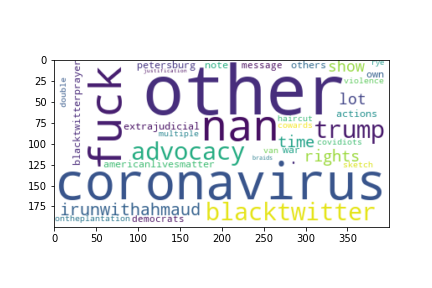 0
petersburg note message others show rye
justification
own
25
violence
double
blacktwitterprayer
fuck
other
lot
50
actions
haircut
75
extrajudicial
nan
cowards
trump
multiple
100
advocacy
time
covidiots
van war
rights
americanlivesmatter
braids
. .
sketch
125
coronavirus
150
irunwithahmaud
blacktwitter
175
ontheplantation democrats
0 50 100 150 200 250 300 350